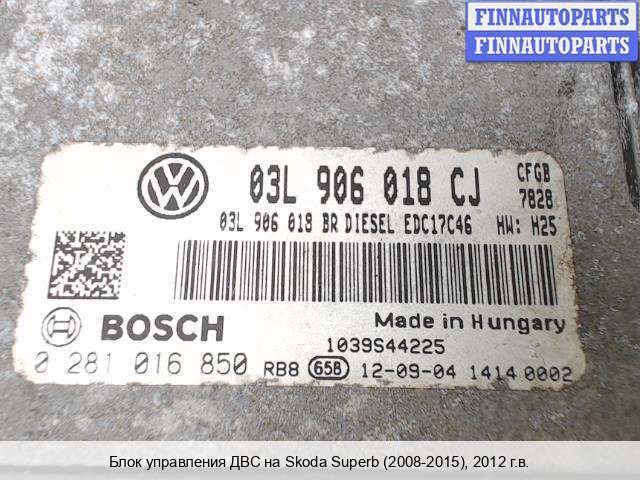 FINNAUTOPARTS
FINNAUTOPARTS
03L 906 018 CJ
CFGB
7828
03L 906 018 BR DIESEL EDC17C46 HW: H25
BOSCH
Made in Hungary
1039S44225
0 281 016 850 RB8 658 12-09-04 1414 0002
Блок управления ДВС на Skoda Superb (2008-2015), 2012 г.в.